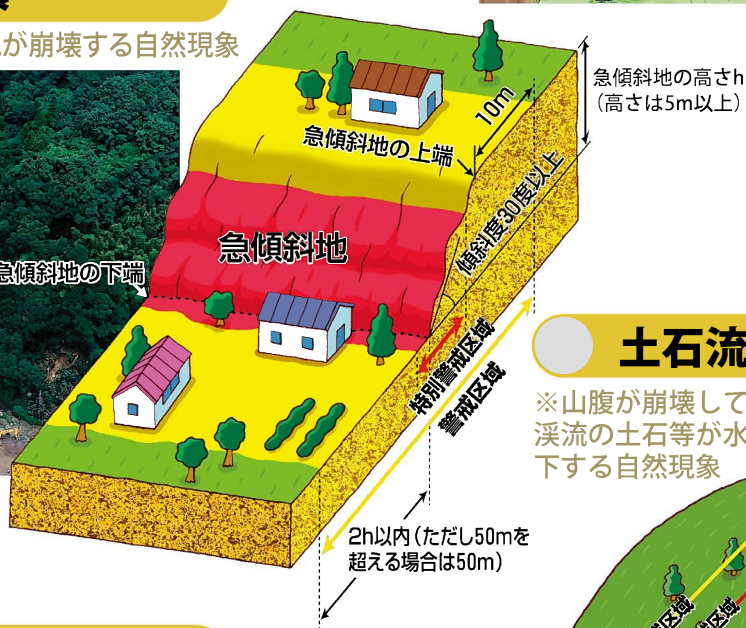 が崩壊する自然現象
急傾斜地の高さh
（高さは5m以上）
10m
急傾斜地の上端
傾斜度30度以上
急傾斜地
急傾斜地の下端
特別警戒区域
警戒区域
土石流
※山腹が崩壊して
渓流の土石等が水
下する自然現象
2h以内（ただし50mを
超える場合は50m）
区域
区域